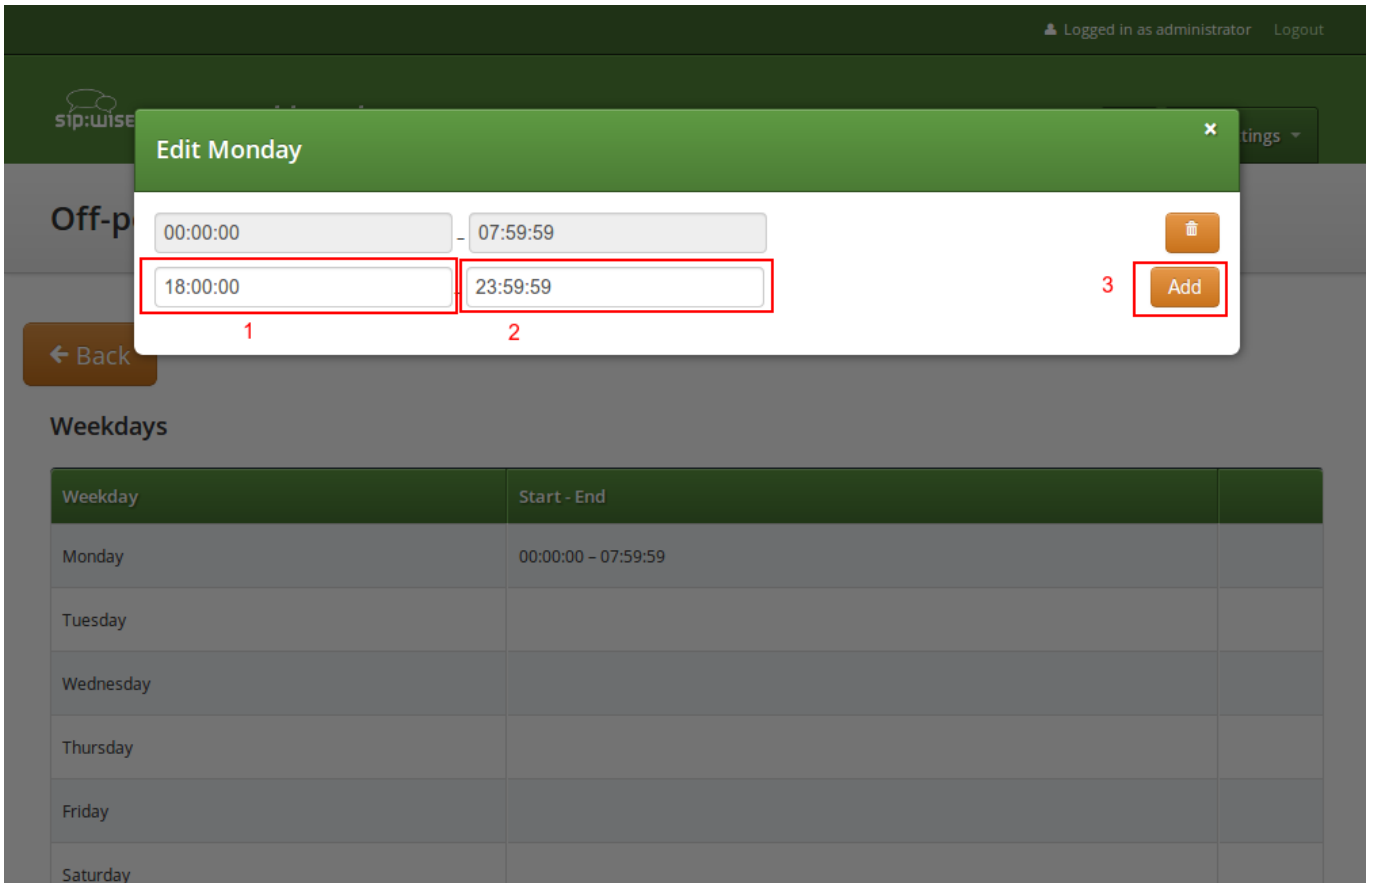 Logged in as administrator Logout
sip:wise
Edit Monday ×
tings
Off-p
00:00:00 – 07:59:59
18:00:00 - 23:59:59 3 Add
1 2
Back
Weekdays
Weekday Start - End
Monday 00:00:00 – 07:59:59
Tuesday
Wednesday
Thursday
Friday
Saturday